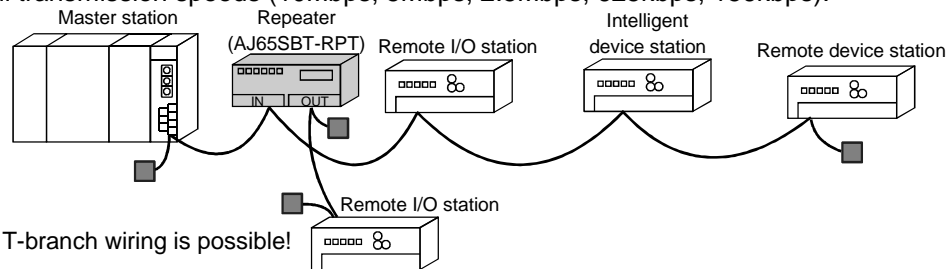 transmission speeds (10Mbps, 5Mbps, 2.5Mbps, 625kbps, 156kbps).
Master station
Repeater
(AJ65SBT-RPT)
Remote I/O station
Intelligent
device station
Remote device station
IN OUT
Remote I/O station
T-branch wiring is possible!